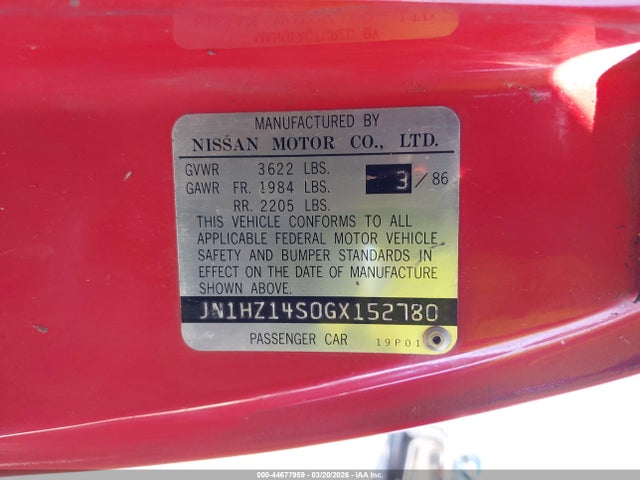 MANUFACTURED BY
NISSAN MOTOR CO., LTD.
GVWR 3622 LBS. 3 / 86
GAWR FR. 1984 LBS.
RR. 2205 LBS.
THIS VEHICLE CONFORMS TO ALL
APPLICABLE FEDERAL MOTOR VEHICLE
SAFETY AND BUMPER STANDARDS IN
EFFECT ON THE DATE OF MANUFACTURE
SHOWN ABOVE.
JN1HZ14S0GX152780
PASSENGER CAR 19P01
000-44677959 - 03/20/2026 - IAA Inc.